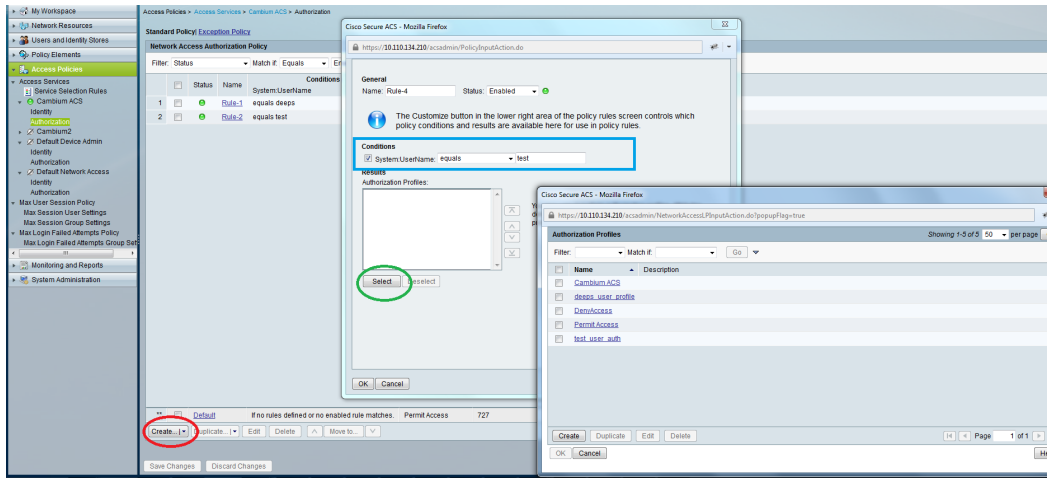 My Workspace
Network Resources
Users and Identity Stores
Policy Elements
Access Policies
Access Services
Service Selection Rules
Cambium ACS
Identity
Authorization
Cambium2
Default Device Admin
Identity
Authorization
Default Network Access
Identity
Authorization
Max User Session Policy
Max Session User Settings
Max Session Group Settings
Max Login Failed Attempts Policy
Max Login Failed Attempts Group Set
Monitoring and Reports
System Administration
Access Policies > Access Services > Cambium ACS > Authorization
Standard Policy| Exception Policy
Network Access Authorization Policy
Filter: Status Match if: Equals
Status Name Conditions
System:UserName
1 Rule-1 equals deeps
2 Rule-2 equals test
** Default If no rules defined or no enabled rule matches. Permit Access 727
Create... Duplicate... Edit Delete Move to...
Save Changes Discard Changes
Cisco Secure ACS - Mozilla Firefox
https://10.110.134.210/acsadmin/PolicyInputAction.do
General
Name: Rule-4 Status: Enabled
The Customize button in the lower right area of the policy rules screen controls which
policy conditions and results are available here for use in policy rules.
Conditions
System:UserName: equals test
Results
Authorization Profiles:
Select Deselect
OK Cancel
Cisco Secure ACS - Mozilla Firefox
https://10.110.134.210/acsadmin/NetworkAccessLPInputAction.do?popupFlag=true
Authorization Profiles Showing 1-5 of 5 50 per page
Filter: Match if: Go
Name Description
Cambium ACS
deeps_user_profile
DenyAccess
Permit Access
test_user_auth
Create Duplicate Edit Delete Page 1 of 1
OK Cancel He